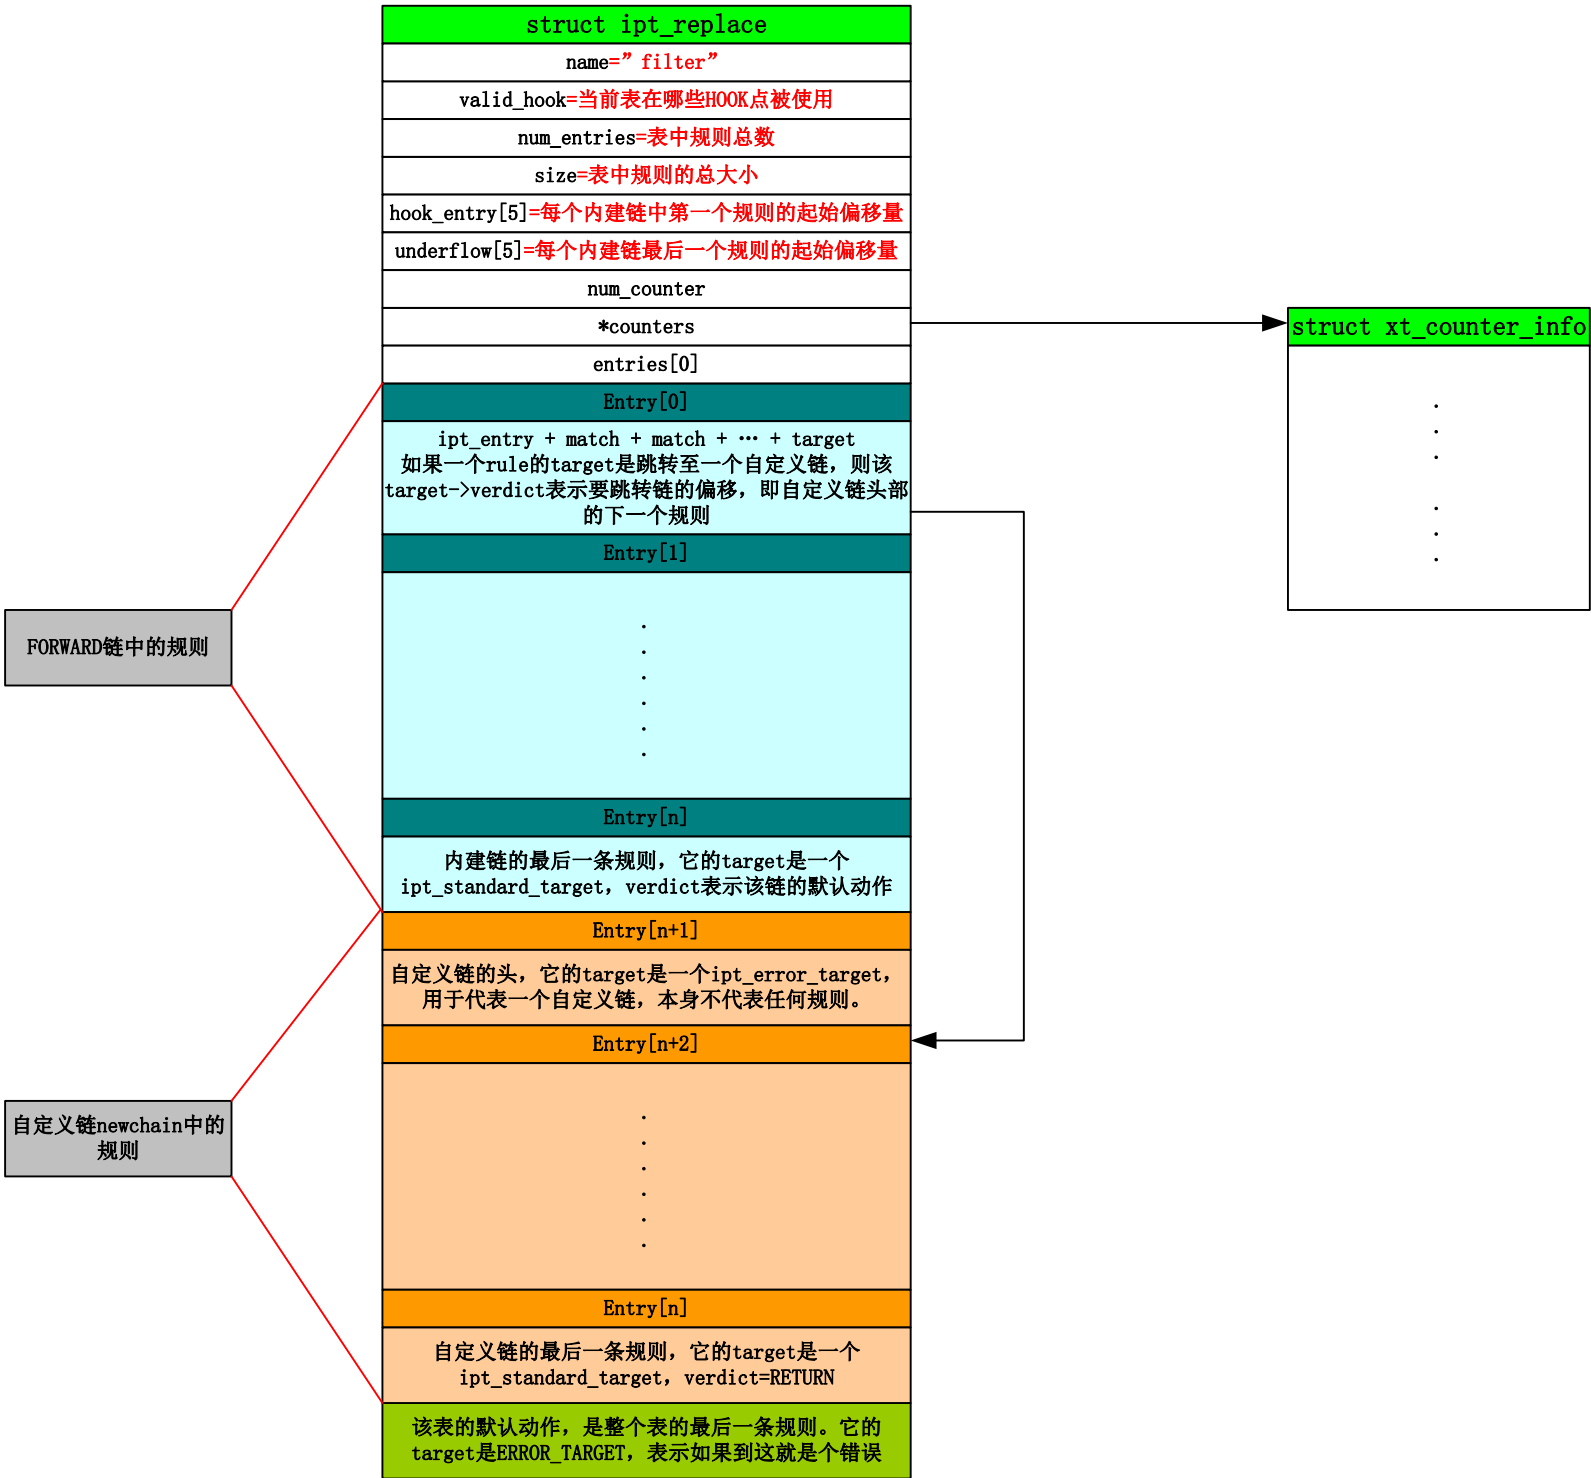 struct ipt_replace
name=”filter”
valid_hook=当前表在哪些HOOK点被使用
num_entries=表中规则总数
size=表中规则的总大小
hook_entry[5]=每个内建链中第一个规则的起始偏移量
underflow[5]=每个内建链最后一个规则的起始偏移量
num_counter
*counters
entries[0]
struct xt_counter_info
.
.
.
.
.
.
Entry[0]
ipt_entry + match + match + … + target
如果一个rule的target是跳转至一个自定义链，则该
target->verdict表示要跳转链的偏移，即自定义链头部
的下一个规则
Entry[1]
.
.
.
.
.
.
FORWARD链中的规则
Entry[n]
内建链的最后一条规则，它的target是一个
ipt_standard_target，verdict表示该链的默认动作
Entry[n+1]
自定义链的头，它的target是一个ipt_error_target，
用于代表一个自定义链，本身不代表任何规则。
Entry[n+2]
.
.
.
.
.
.
自定义链newchain中的
规则
Entry[n]
自定义链的最后一条规则，它的target是一个
ipt_standard_target，verdict=RETURN
该表的默认动作，是整个表的最后一条规则。它的
target是ERROR_TARGET，表示如果到这就是个错误